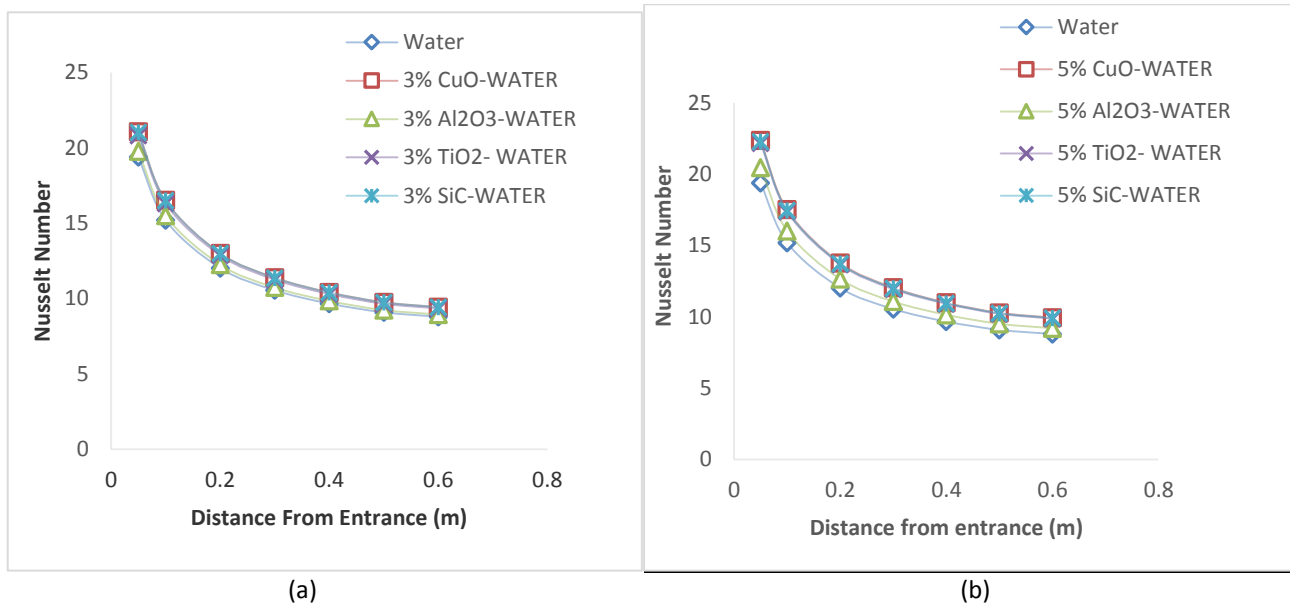 Water
3% CuO-WATER
3% Al2O3-WATER
3% TiO2- WATER
3% SiC-WATER
25
20
15
10
5
0
Nusselt Number
0
0.2
0.4
0.6
0.8
Distance From Entrance (m)
(a)
Water
5% CuO-WATER
5% Al2O3-WATER
5% TiO2- WATER
5% SiC-WATER
25
20
15
10
5
0
Nusselt Number
0
0.2
0.4
0.6
0.8
Distance from entrance (m)
(b)